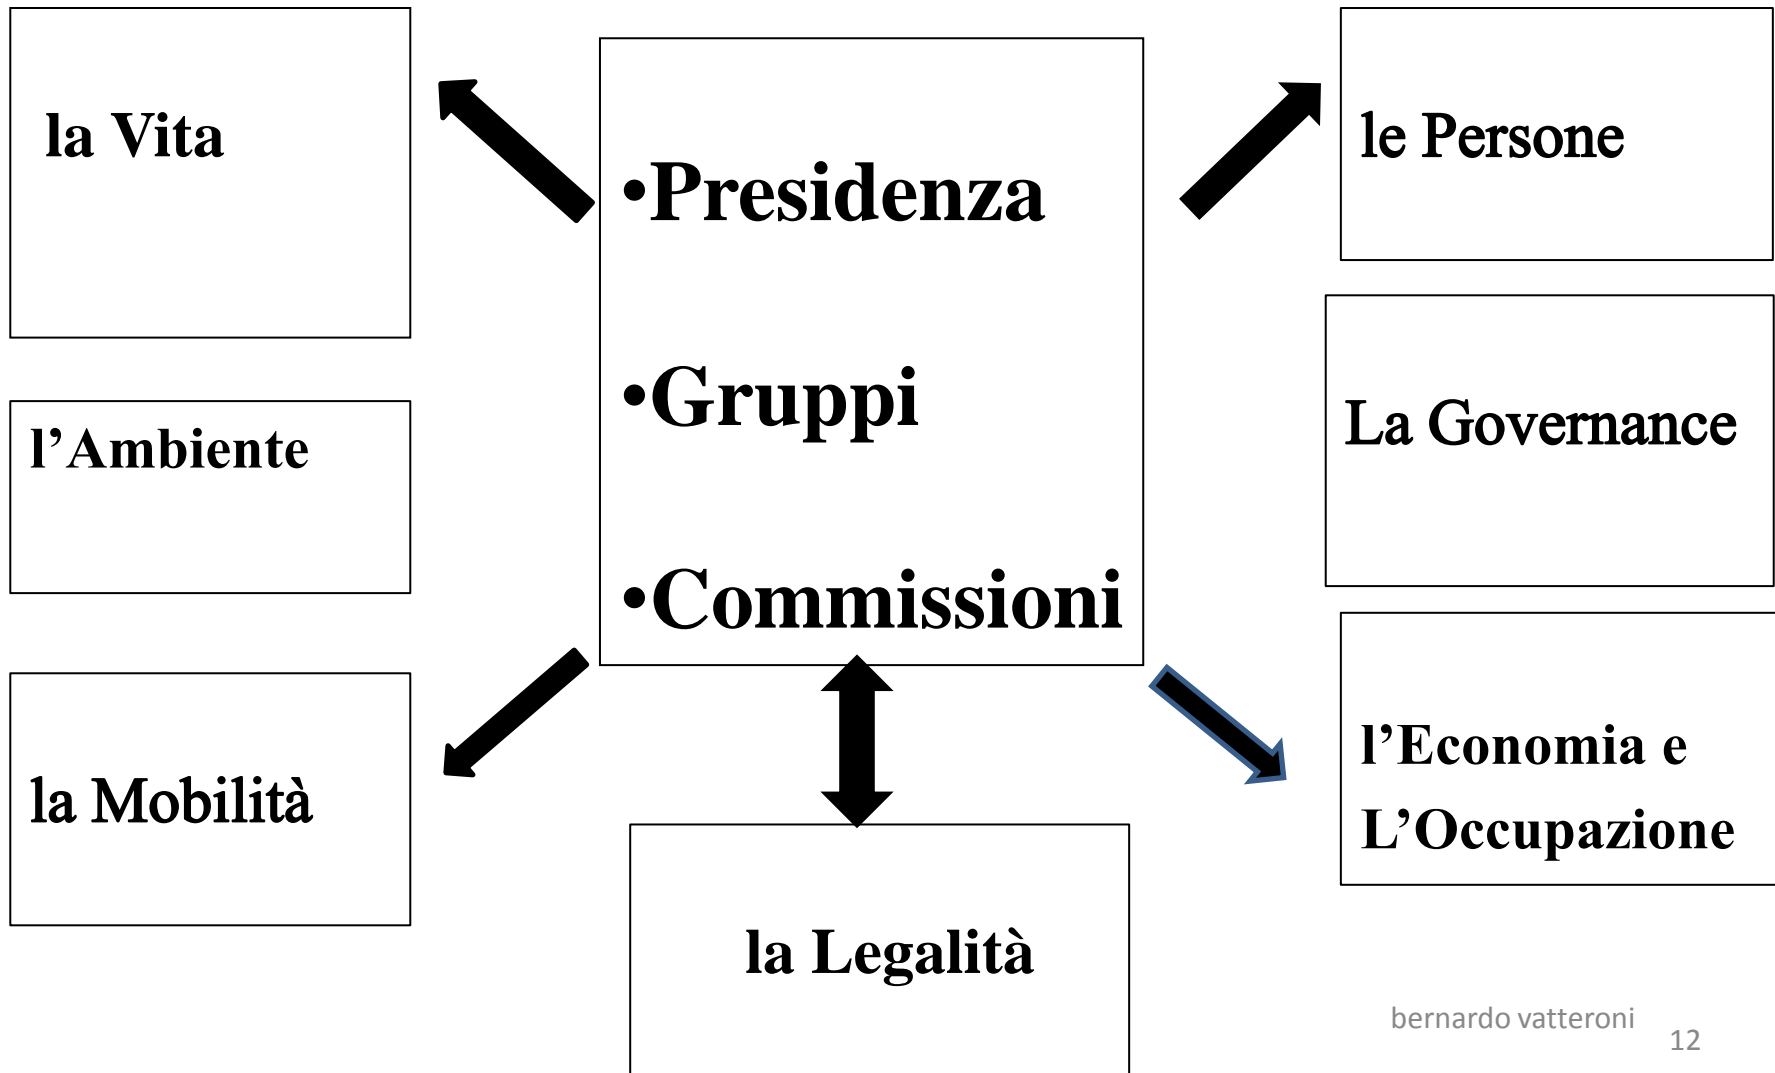 la Vita
l’Ambiente
la Mobilità
•Presidenza
•Gruppi
•Commissioni
la Legalità
le Persone
La Governance
l’Economia e
L’Occupazione
bernardo vatteroni
12